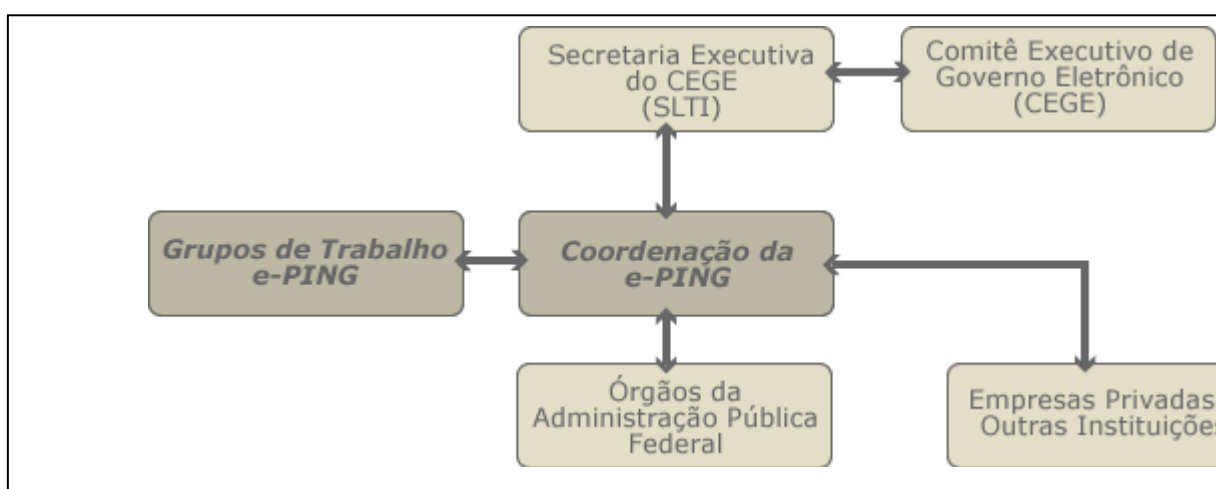 Secretaria Executiva
do CEGE
(SLTI)
Comitê Executivo de
Governo Eletrônico
(CEGE)
Grupos de Trabalho
e-PING
Coordenação da
e-PING
Órgãos da
Administração Pública
Federal
Empresas Privadas
Outras Instituições